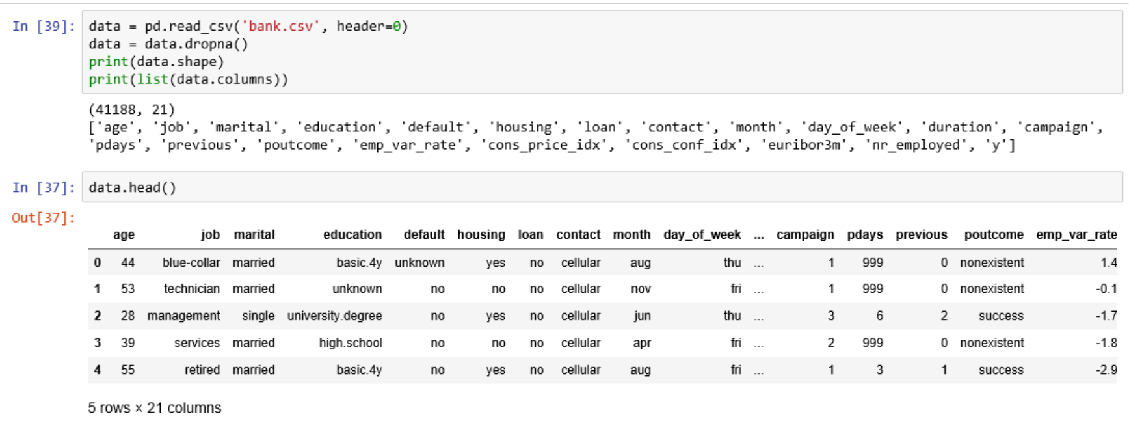 In [39]: data = pd.read_csv('bank.csv', header=0)
data = data.dropna()
print(data.shape)
print(list(data.columns))
(41188, 21)
['age', 'job', 'marital', 'education', 'default', 'housing', 'loan', 'contact', 'month', 'day_of_week', 'duration', 'campaign',
'pdays', 'previous', 'poutcome', 'emp_var_rate', 'cons_price_idx', 'cons_conf_idx', 'euribor3m', 'nr_employed', 'y']
In [37]: data.head()
Out[37]:
age job marital education default housing loan contact month day_of_week ... campaign pdays previous poutcome emp_var_rate
0 44 blue-collar married basic.4y unknown yes no cellular aug thu ... 1 999 0 nonexistent 1.4
1 53 technician married unknown no no no cellular nov fri ... 1 999 0 nonexistent -0.1
2 28 management single university.degree no yes no cellular jun thu ... 3 6 2 success -1.7
3 39 services married high.school no no no cellular apr fri ... 2 999 0 nonexistent -1.8
4 55 retired married basic.4y no yes no cellular aug fri ... 1 3 1 success -2.9
5 rows × 21 columns